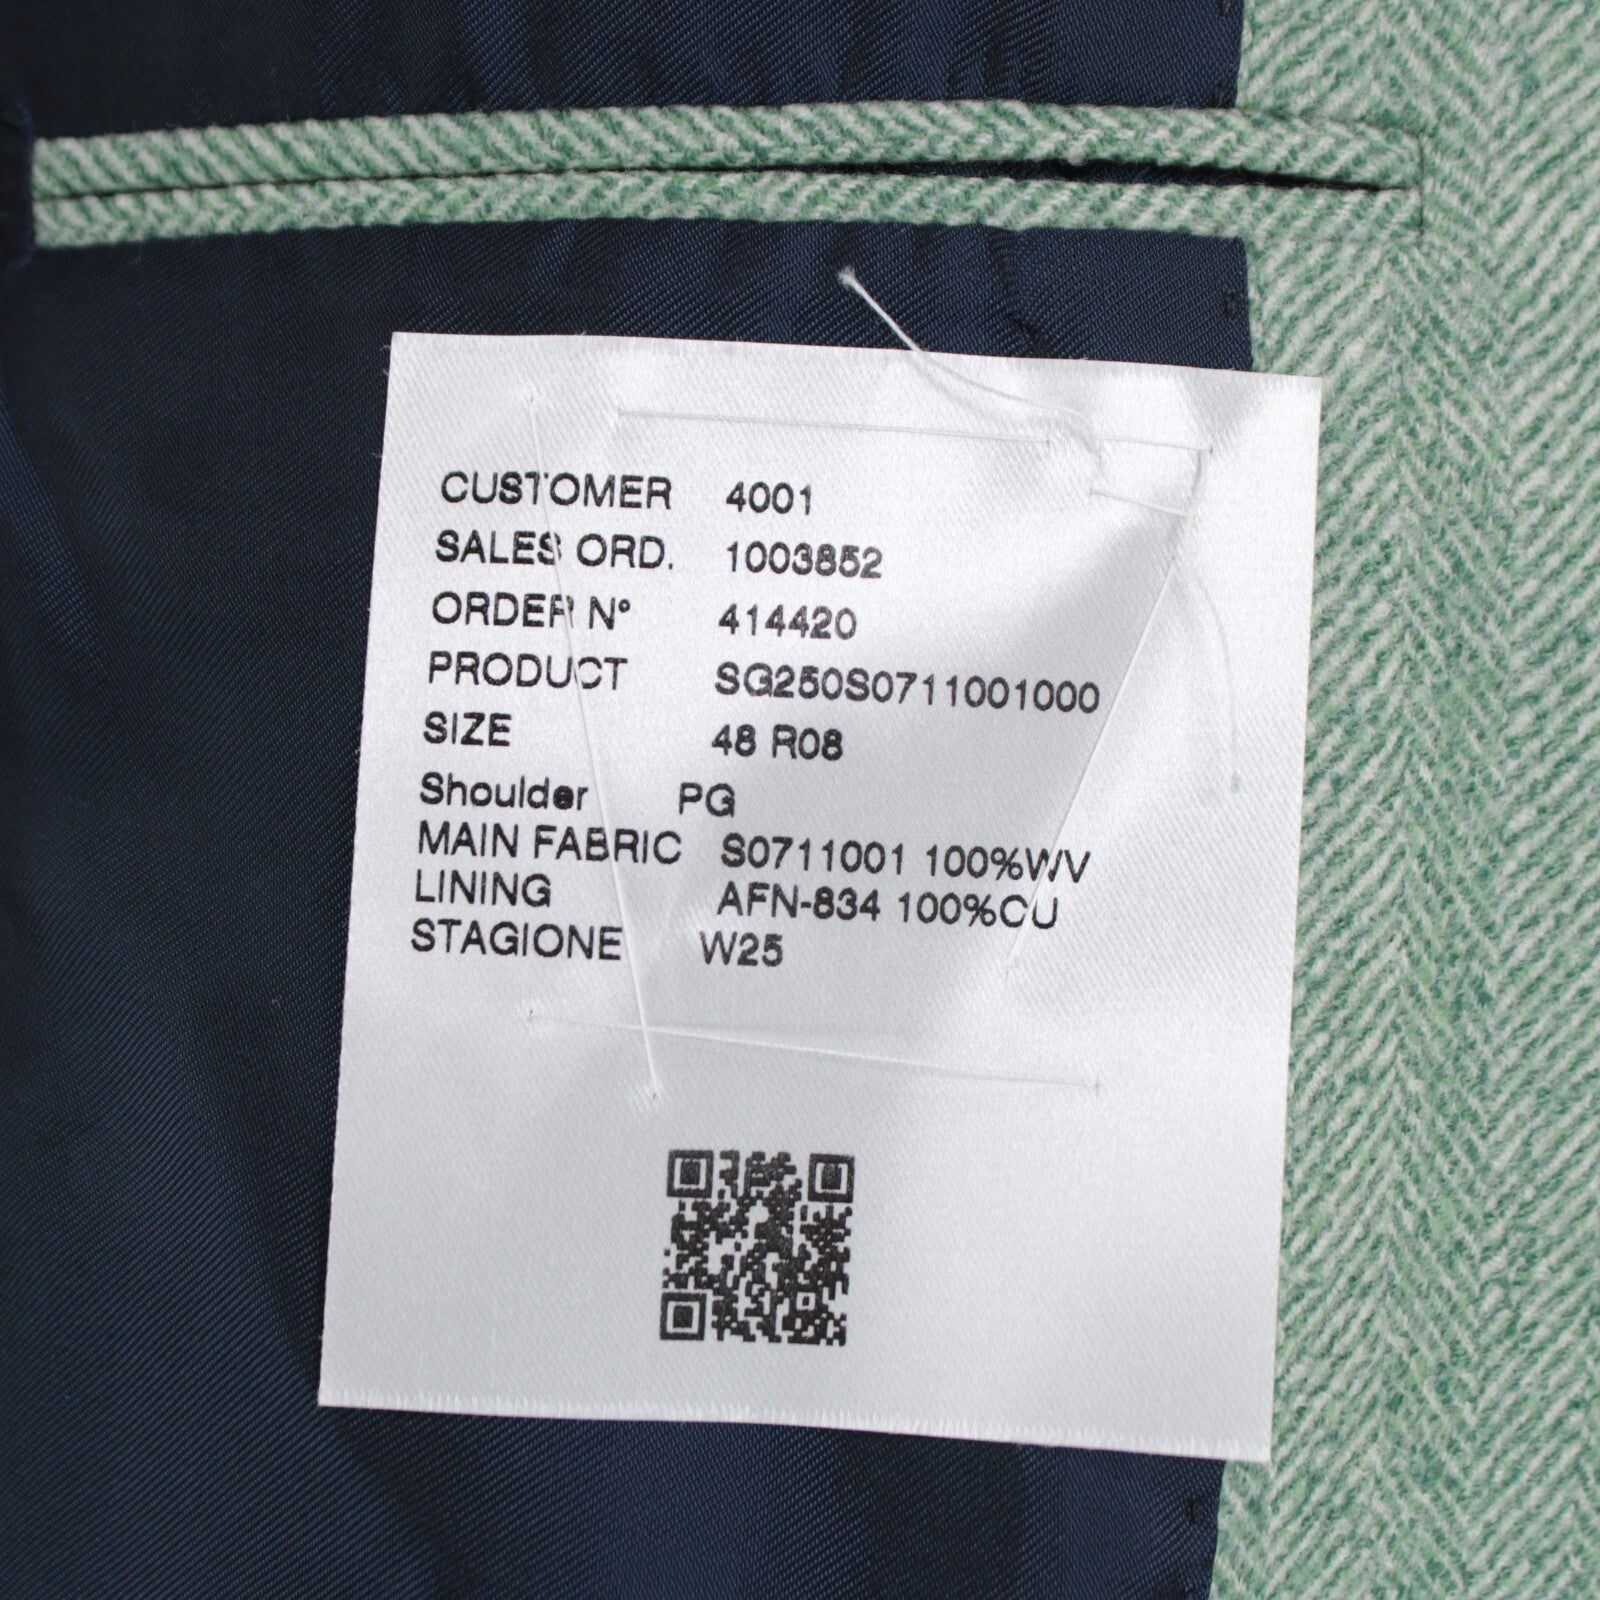 CUSTOMER 4001
SALES ORD. 1003852
ORDER N° 414420
PRODUCT SG250S0711001000
SIZE 48 R08
Shoulder PG
MAIN FABRIC S0711001 100%WV
LINING AFN-834 100%CU
STAGIONE W25